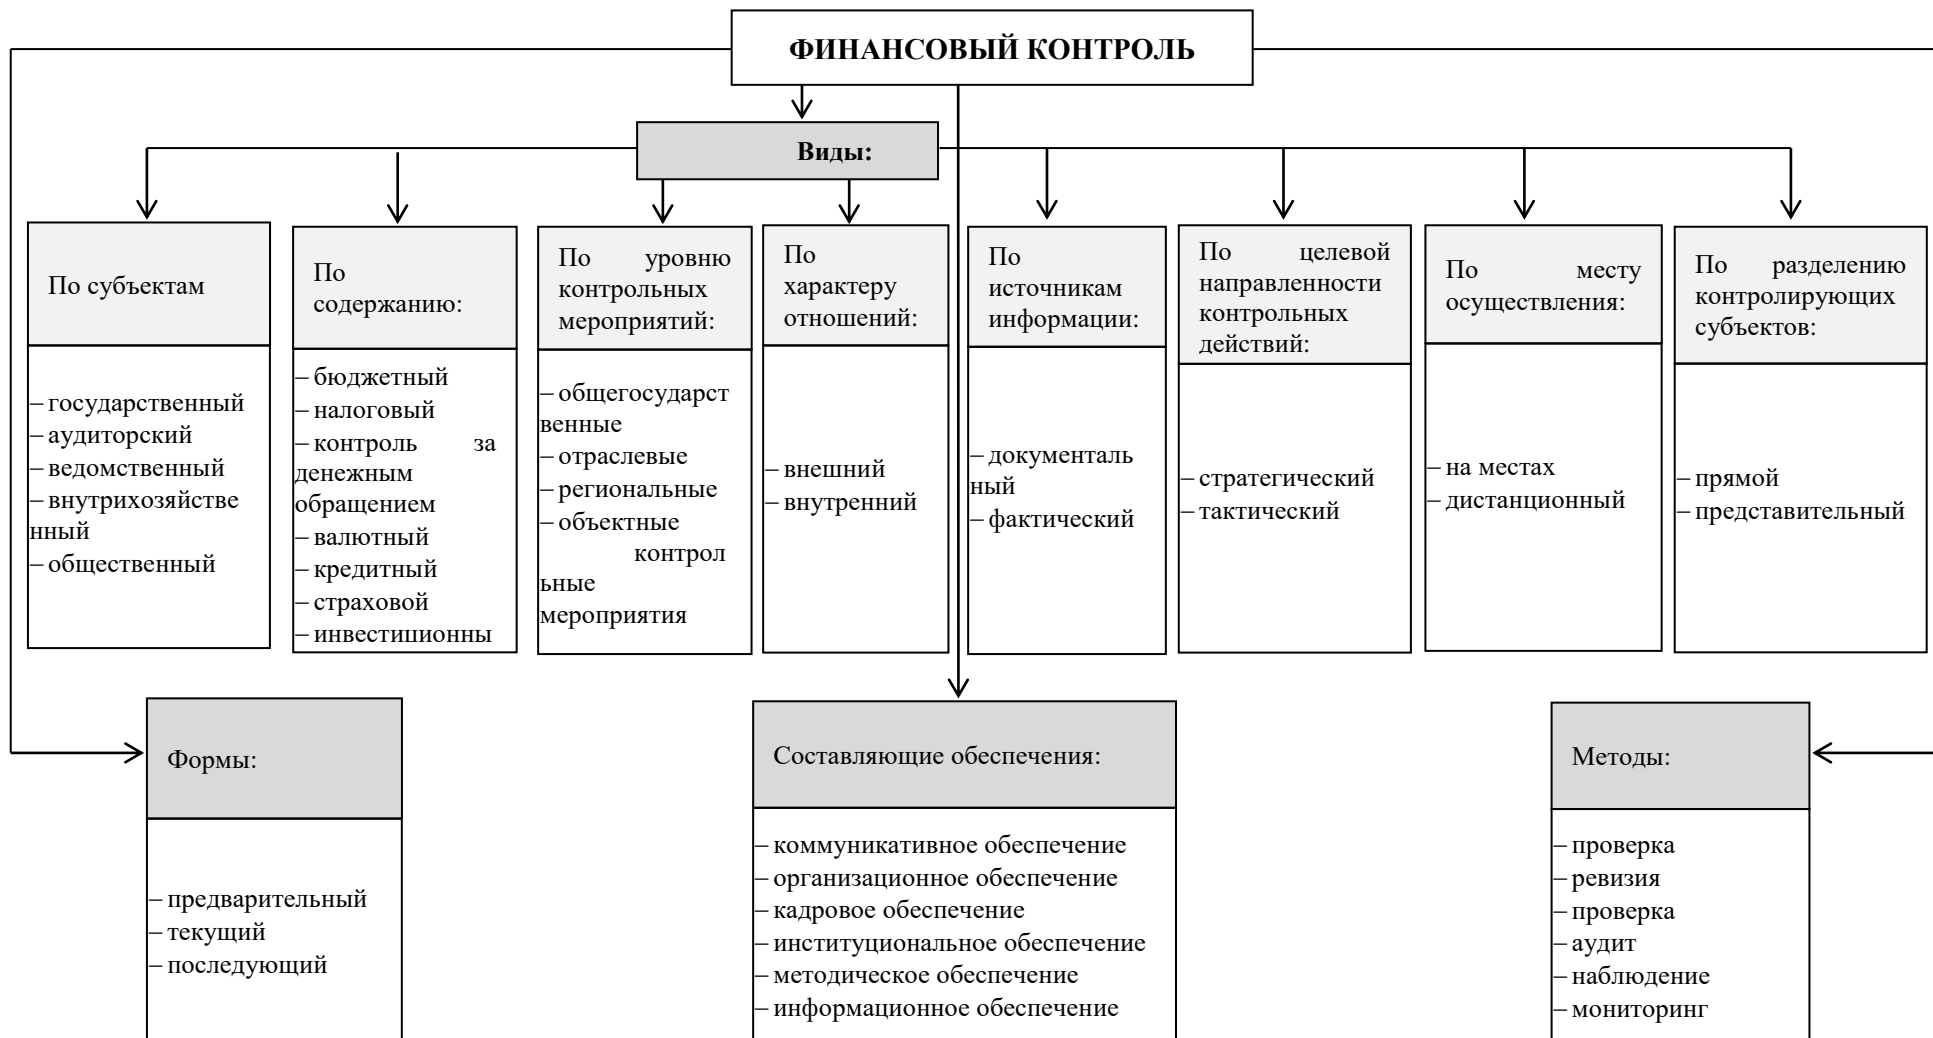 ФИНАНСОВЫЙ КОНТРОЛЬ
Виды:
По субъектам
– государственный
– аудиторский
– ведомственный
– внутрихозяйстве
нный
– общественный
По
содержанию:
– бюджетный
– налоговый
– контроль за
денежным
обращением
– валютный
– кредитный
– страховой
– инвестиционны
По уровню
контрольных
мероприятий:
– общегосударст
венные
– отраслевые
– региональные
– объектные
контрол
ьные
мероприятия
По
характеру
отношений:
– внешний
– внутренний
По
источникам
информации:
– документаль
ный
– фактический
По целевой
направленности
контрольных
действий:
– стратегический
– тактический
По месту
осуществления:
– на местах
– дистанционный
По разделению
контролирующих
субъектов:
– прямой
– представительный
Формы:
– предварительный
– текущий
– последующий
Составляющие обеспечения:
– коммуникативное обеспечение
– организационное обеспечение
– кадровое обеспечение
– институциональное обеспечение
– методическое обеспечение
– информационное обеспечение
Методы:
– проверка
– ревизия
– проверка
– аудит
– наблюдение
– мониторинг